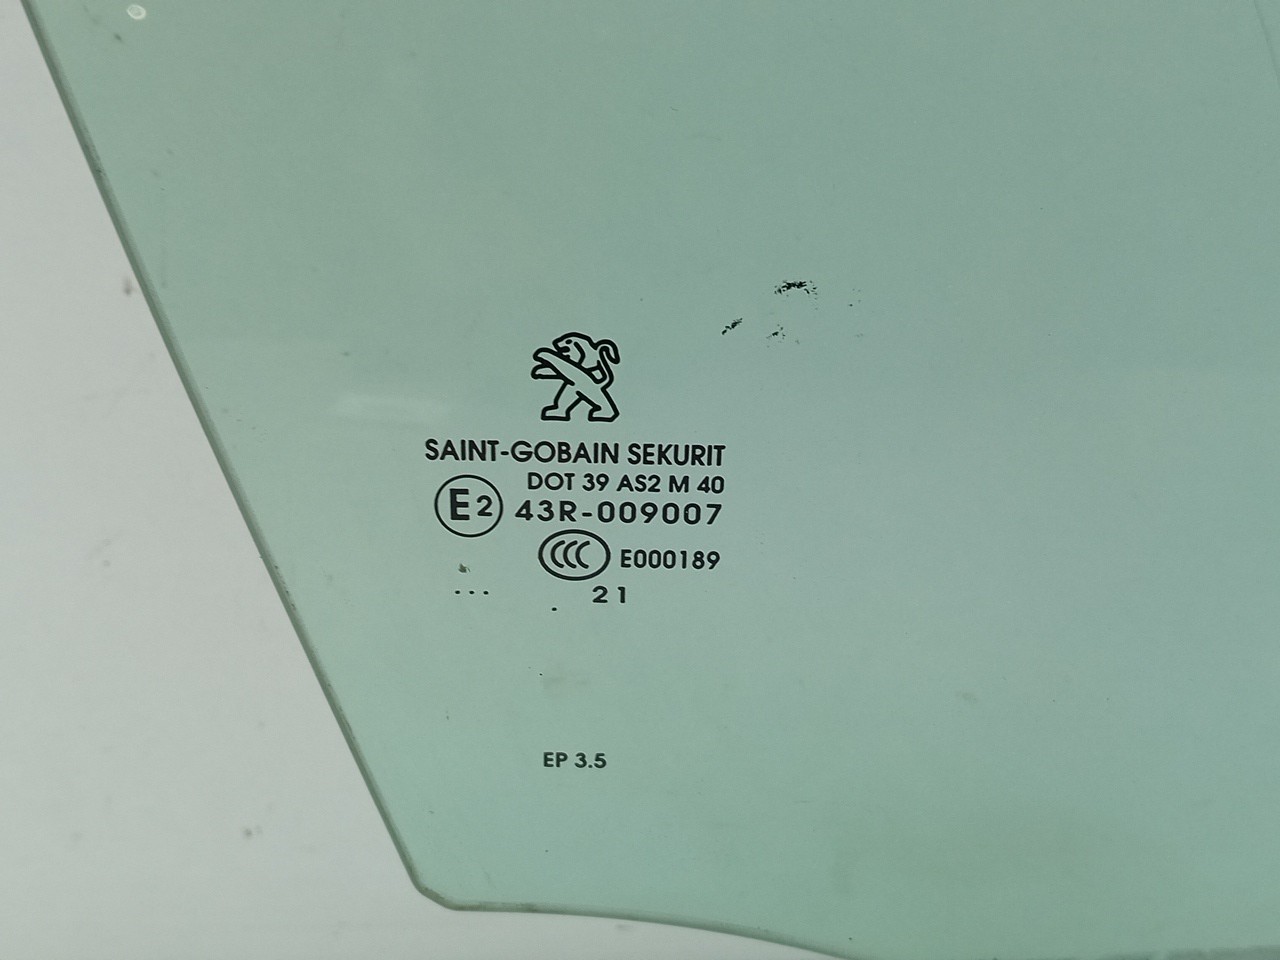 SAINT-GOBAIN SEKURIT
DOT 39 AS2 M 40
E2 43R-009007
CCC E000189
... 21
.
EP 3.5